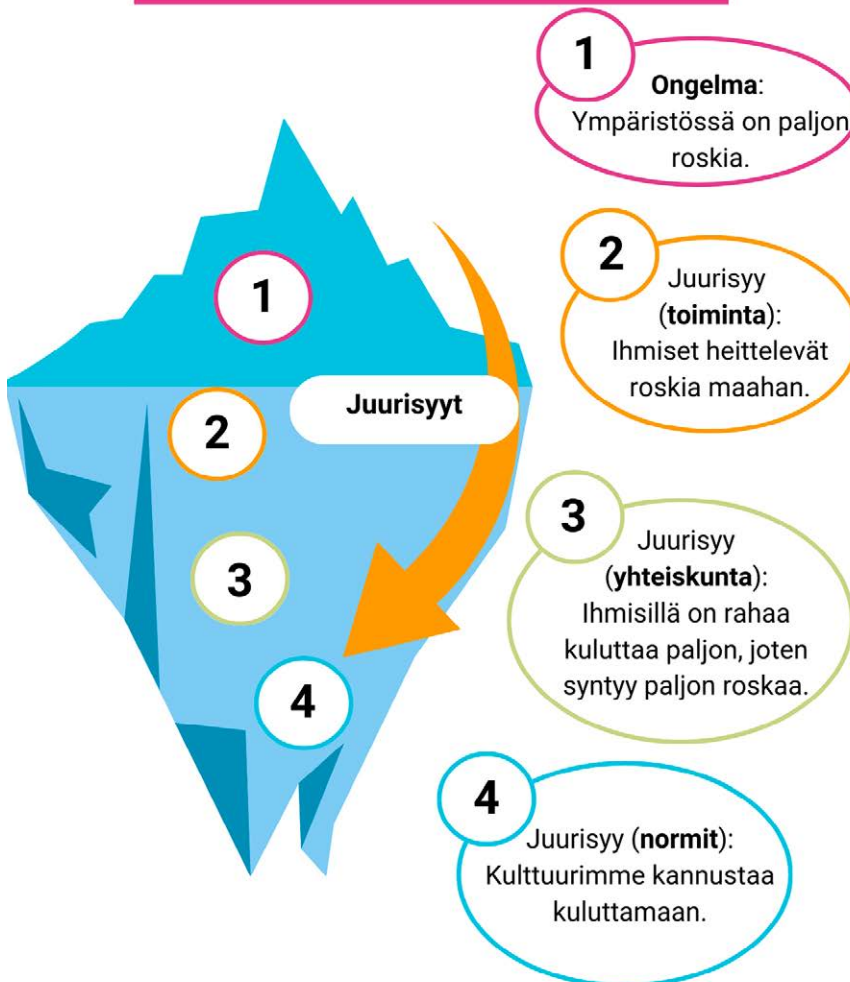 1
Ongelma:
Ympäristössä on paljon
roskia.
2
Juurisyy
(toiminta):
Ihmiset heittelevät
roskia maahan.
3
Juurisyy
(yhteiskunta):
Ihmisillä on rahaa
kuluttaa paljon, joten
syntyy paljon roskaa.
4
Juurisyy (normit):
Kulttuurimme kannustaa
kuluttamaan.
1
Juurisyyt
2
3
4